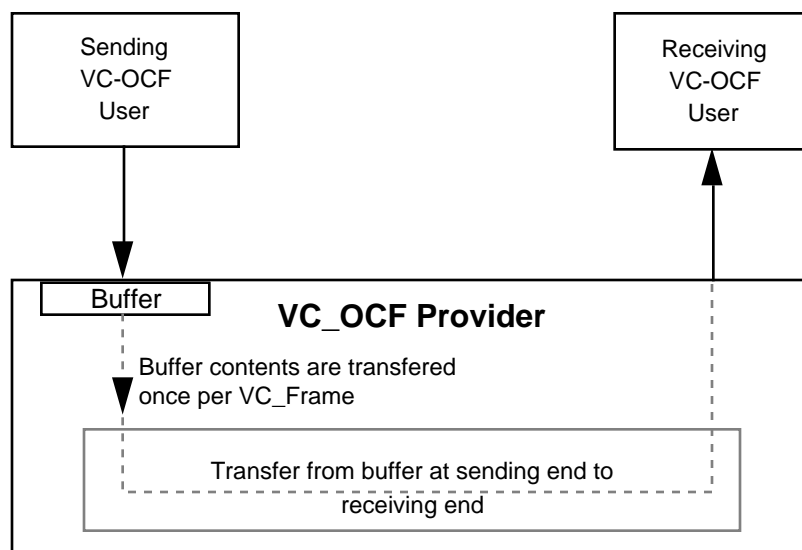 Sending
VC-OCF
User
Receiving
VC-OCF
User
Buffer
VC_OCF Provider
Buffer contents are transfered
once per VC_Frame
Transfer from buffer at sending end to
receiving end